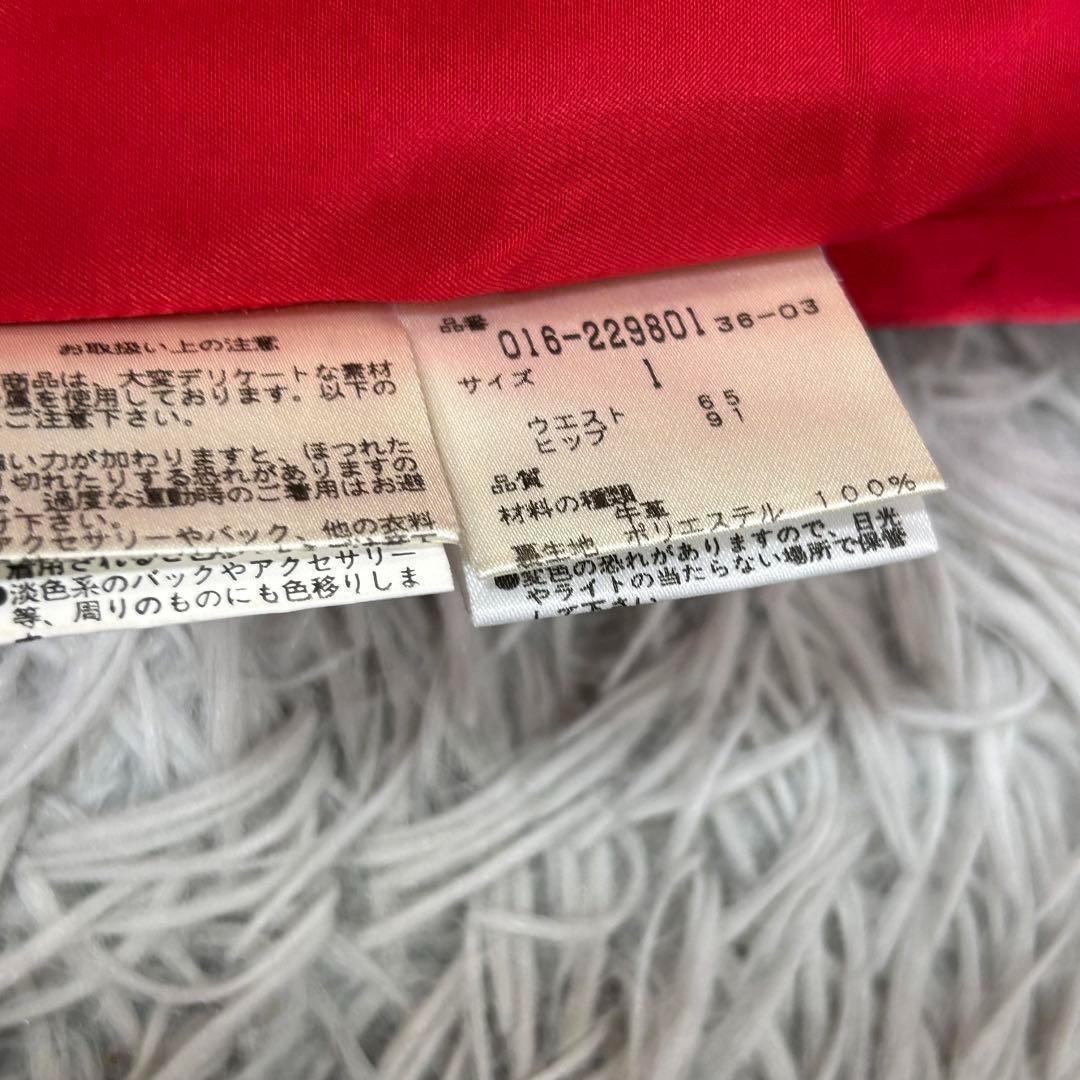 お取扱い上の注意
商品は、大変デリケートな素材
を使用しております。以下の
ご注意下さい。
い力が加わりますと、ほつれた
り切れたりする恐れがありますの
、過度な運動時のご着用はお避
け下さい。
アクセサリーやバック、他の衣料
●淡色系のバックやアクセサリー
等、周りのものにも色移りしま
品番 016-229801 36-03
サイズ 1
ウエスト 65
ヒップ 91
品質
材料の種類
牛革
裏生地 ポリエステル 100%
●変色の恐れがありますので、日光
やライトの当たらない場所で保管
して下さい。